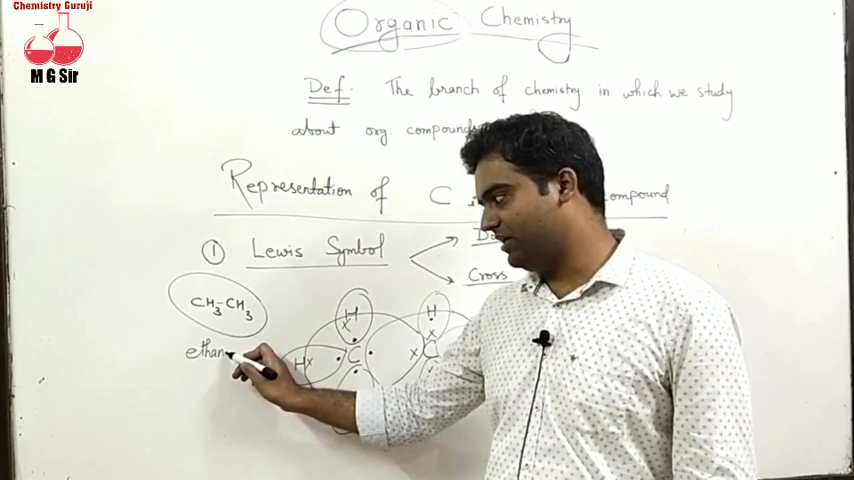 Chemistry Guruji
M G Sir
Organic Chemistry
Def. The branch of chemistry in which we study
about org. compounds
Representation of C compound
① Lewis Symbol
Cross
CH3-CH3
H H
x x
Hx C x C
ethan